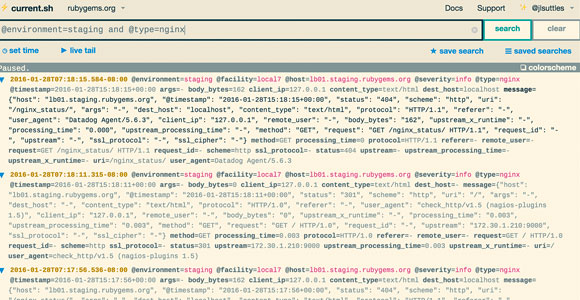 current.sh rubygems.org Docs Support @jlsuttles
@environment=staging and @type=nginx search clear
set time live tail save search saved searches
Paused. colorscheme
2016-01-28T07:18:15.584-08:00 @environment=staging @facility=local7 @host=lb01.staging.rubygems.org @severity=info @type=nginx
@timestamp=2016-01-28T15:18:15+00:00 args=- body_bytes=162 client_ip=127.0.0.1 content_type=text/html dest_host=localhost message=
{"host": "lb01.staging.rubygems.org", "@timestamp": "2016-01-28T15:18:15+00:00", "status": "404", "scheme": "http", "uri":
"/nginx_status/", "args": "-", "dest_host": "localhost", "content_type": "text/html", "protocol": "HTTP/1.1", "referer": "-",
"user_agent": "Datadog Agent/5.6.3", "client_ip": "127.0.0.1", "remote_user": "-", "body_bytes": "162", "upstream_runtime": "-",
"processing_time": "0.000", "upstream_processing_time": "-", "method": "GET", "request": "GET /nginx_status/ HTTP/1.1", "request_id": "-
", "upstream": "-", "ssl_protocol": "-", "ssl_cipher": "-"} method=GET processing_time=0 protocol=HTTP/1.1 referer=- remote_user=-
request=GET /nginx_status/ HTTP/1.1 request_id=- scheme=http ssl_protocol=- status=404 upstream=- upstream_processing_time=-
upstream_x_runtime=- uri=/nginx_status/ user_agent=Datadog Agent/5.6.3
2016-01-28T07:18:11.315-08:00 @environment=staging @facility=local7 @host=lb01.staging.rubygems.org @severity=info @type=nginx
@timestamp=2016-01-28T15:18:11+00:00 args=- body_bytes=0 client_ip=127.0.0.1 content_type=text/html dest_host=- message={"host":
"lb01.staging.rubygems.org", "@timestamp": "2016-01-28T15:18:11+00:00", "status": "301", "scheme": "http", "uri": "/", "args": "-",
"dest_host": "-", "content_type": "text/html", "protocol": "HTTP/1.0", "referer": "-", "user_agent": "check_http/v1.5 (nagios-plugins
1.5)", "client_ip": "127.0.0.1", "remote_user": "-", "body_bytes": "0", "upstream_x_runtime": "-", "processing_time": "0.003",
"upstream_processing_time": "0.003", "method": "GET", "request": "GET / HTTP/1.0", "request_id": "-", "upstream": "172.30.1.210:9000",
"ssl_protocol": "-", "ssl_cipher": "-"} method=GET processing_time=0.003 protocol=HTTP/1.0 referer=- remote_user=- request=GET / HTTP/1.0
request_id=- scheme=http ssl_protocol=- status=301 upstream=172.30.1.210:9000 upstream_processing_time=0.003 upstream_x_runtime=- uri=/
user_agent=check_http/v1.5 (nagios-plugins 1.5)
2016-01-28T07:17:56.536-08:00 @environment=staging @facility=local7 @host=lb01.staging.rubygems.org @severity=info @type=nginx
@timestamp=2016-01-28T15:17:56+00:00 args=- body_bytes=162 client_ip=127.0.0.1 content_type=text/html dest_host=localhost message=
{"host": "lb01.staging.rubygems.org", "@timestamp": "2016-01-28T15:17:56+00:00", "status": "404", "scheme": "http", "uri":